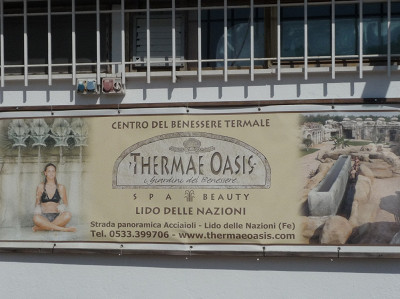 CENTRO DEL BENESSERE TERMALE
THERMAE OASIS
i Giardini del Benessere
SPA BEAUTY
LIDO DELLE NAZIONI
Strada panoramica Acciaioli - Lido delle Nazioni (Fe)
Tel. 0533.399706 - www.thermaeoasis.com